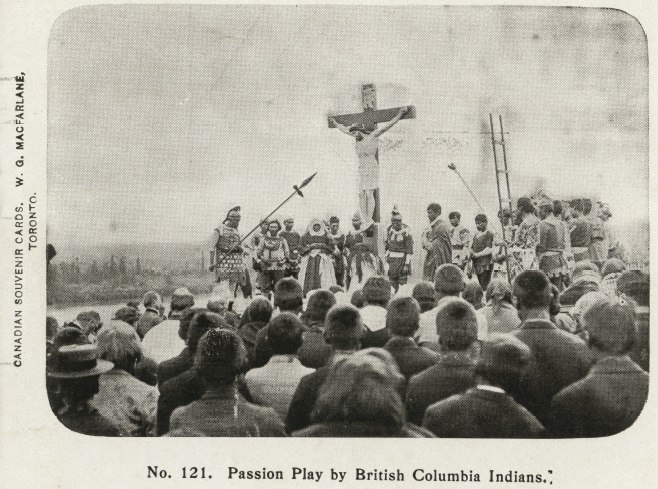 CANADIAN SOUVENIR CARDS, W. G. MACFARLANE,
TORONTO.
No. 121. Passion Play by British Columbia Indians.